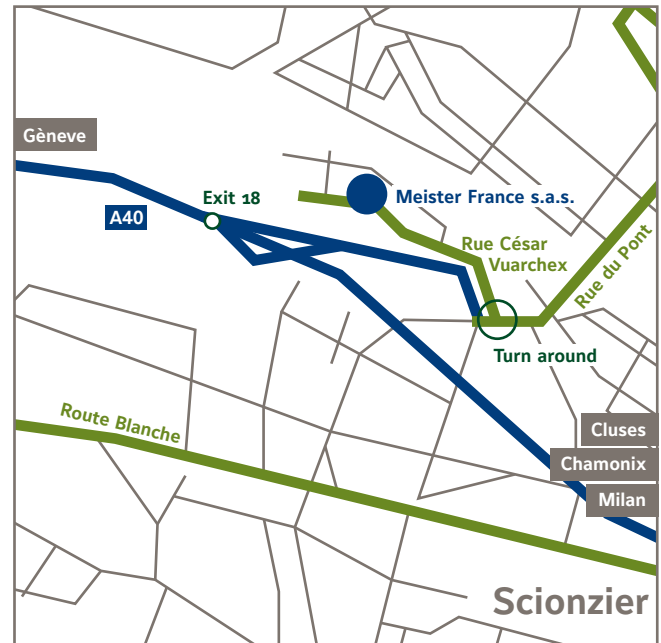 Gèneve
Exit 18
A40
Meister France s.a.s.
Rue César
Vuarchex
Rue du Pont
Turn around
Route Blanche
Cluses
Chamonix
Milan
Scionzier